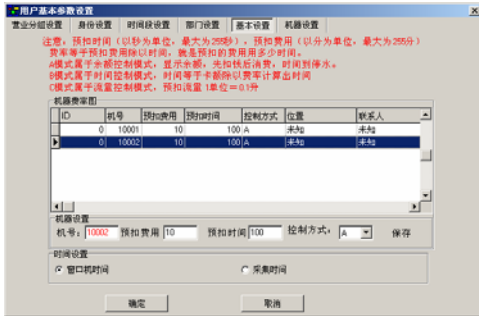 用户基本参数设置
营业分组设置 身份设置 时间段设置 部门设置 基本设置 机器设置
注意：预扣时间（以秒为单位，最大为255秒），预扣费用（以分为单位，最大为255分）
费率等于预扣费用除以时间，就是预扣的费用用多少时间。
A模式属于余额控制模式，显示余额，先扣钱后消费，时间到停水。
B模式属于时间控制模式，时间等于卡额除以费率计算出时间
C模式属于流量控制模式，预扣流量 1单位＝0.1升
机器费率图
ID 机号 预扣费用 预扣时间 控制方式 位置 联系人
0 10001 10 100 A 未知 未知
0 10002 10 100 A 未知 未知
机器设置
机号： 10002 预扣费用 10 预扣时间 100 控制方式： A 保存
时间设置
窗口机时间 采集时间
确定 取消